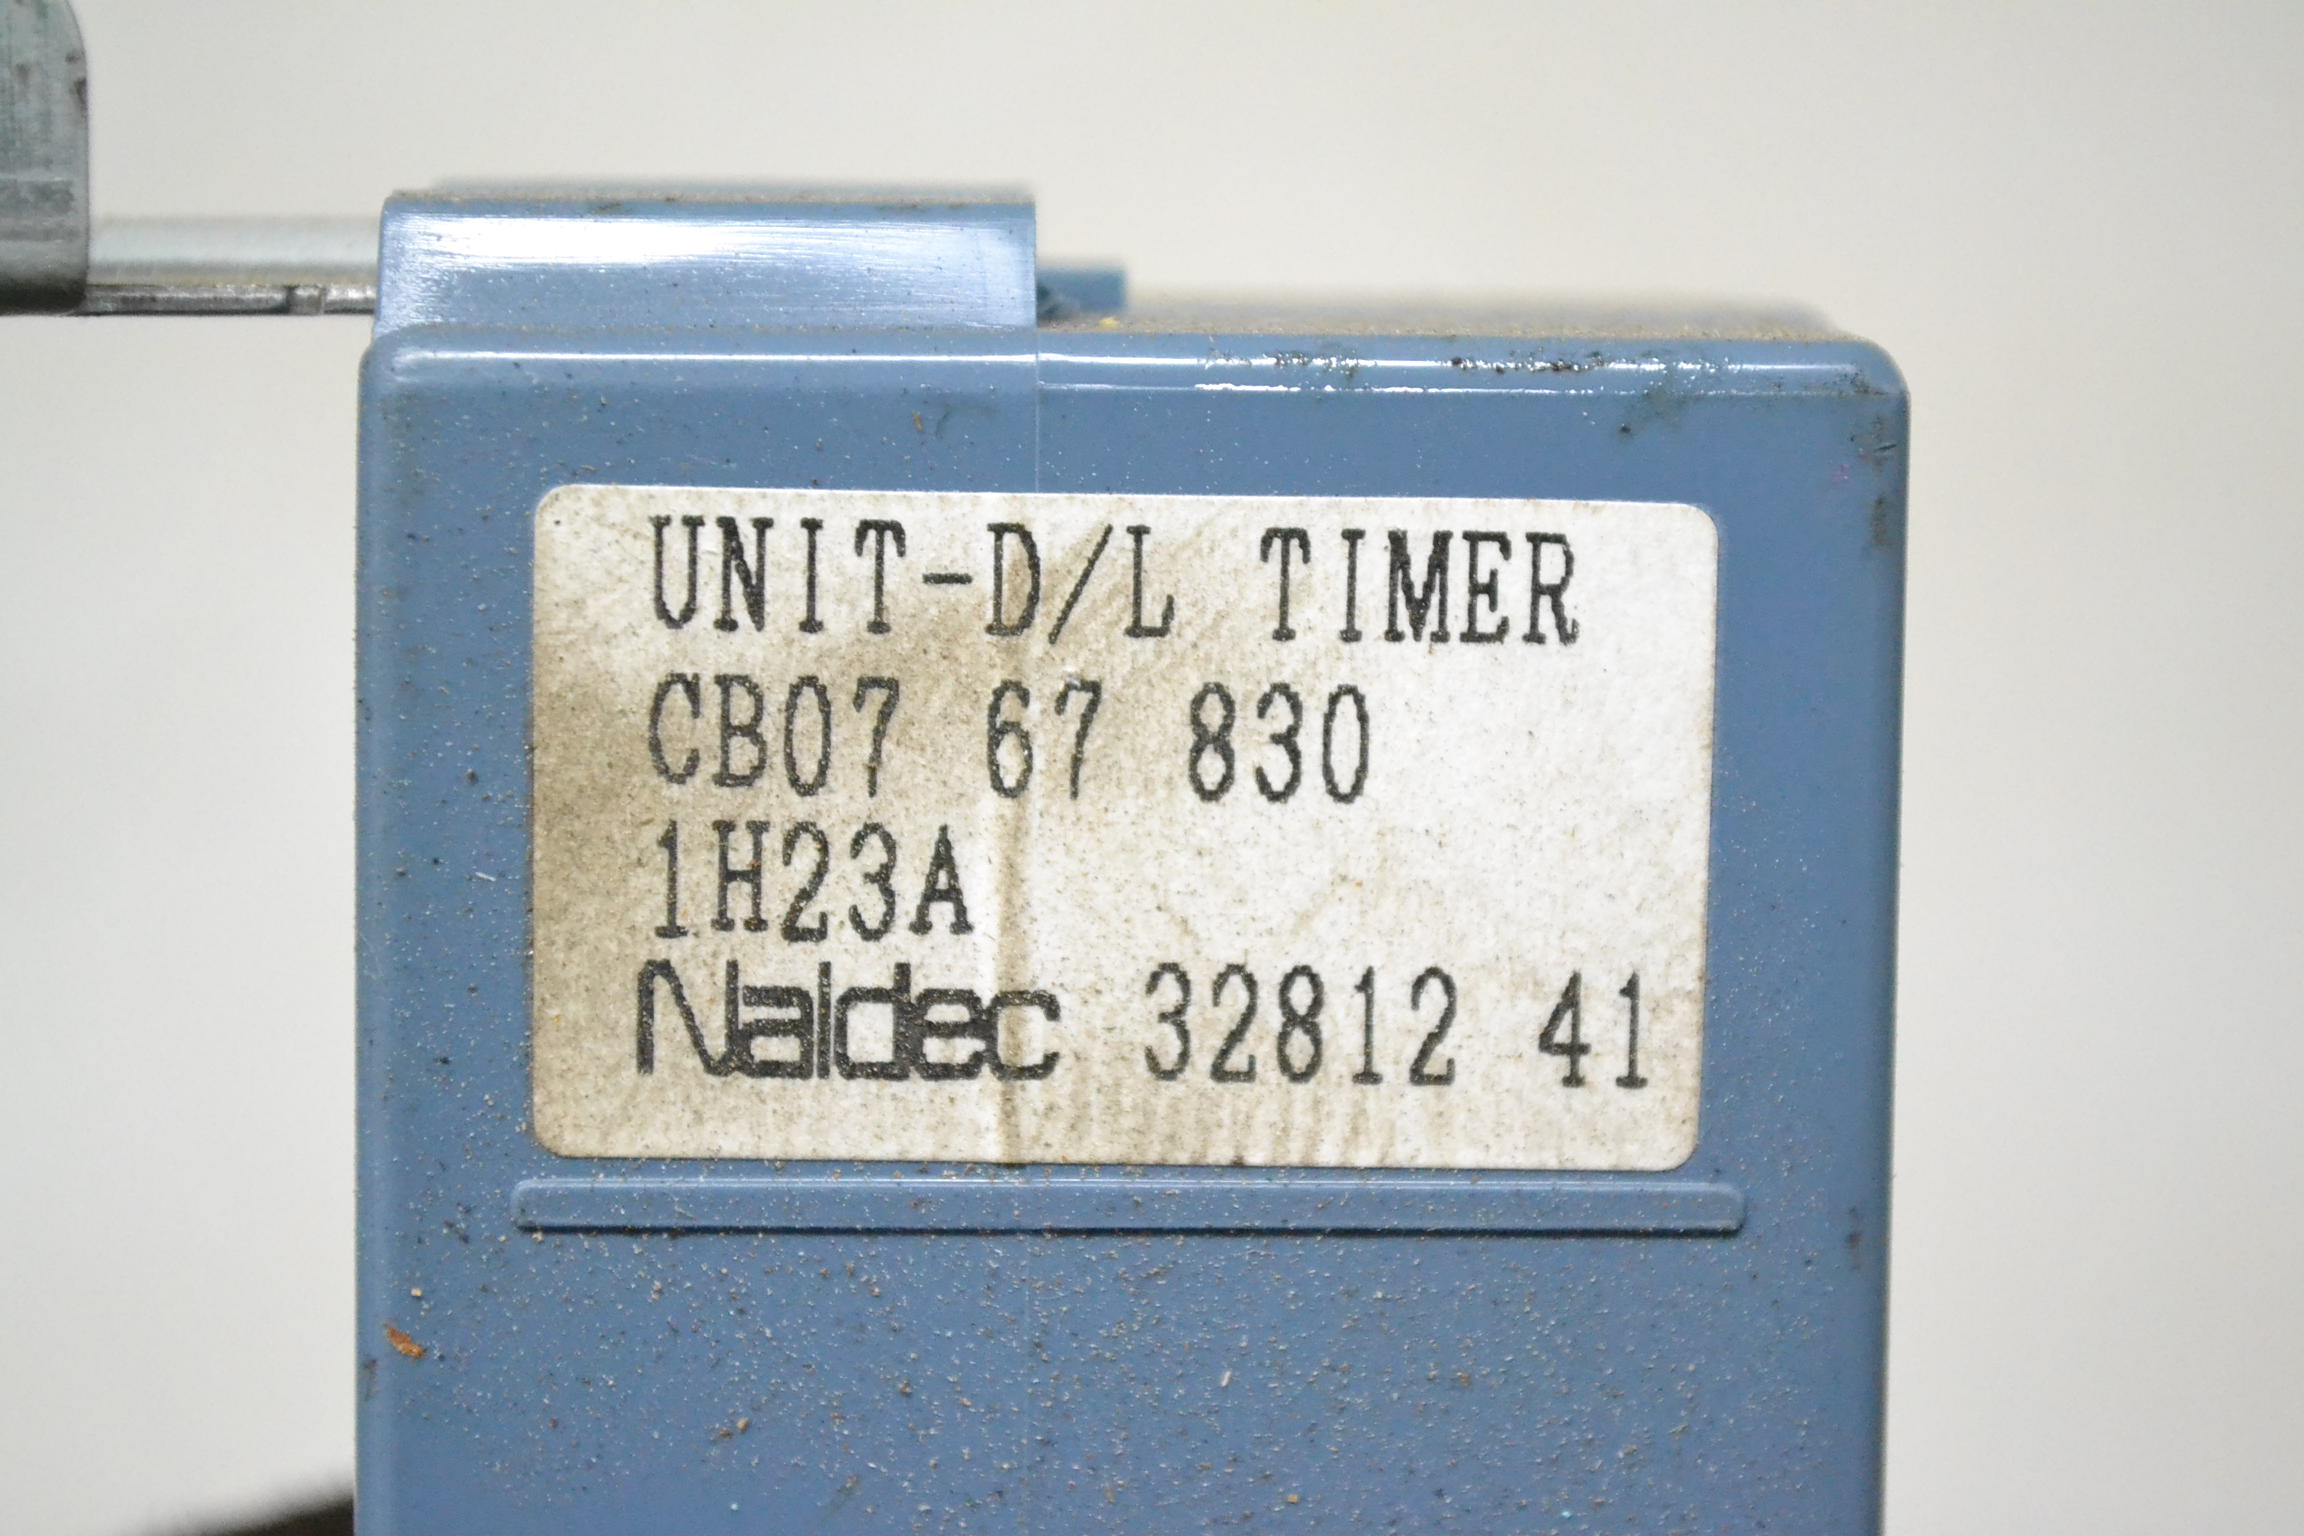 UNIT-D/L TIMER
CB07 67 830
1H23A
Naldec 32812 41